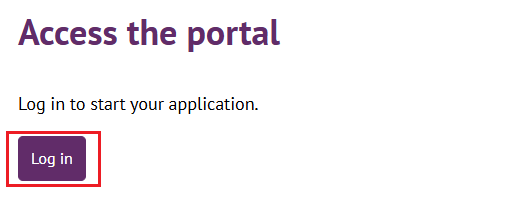 Access the portal
Log in to start your application.
Log in